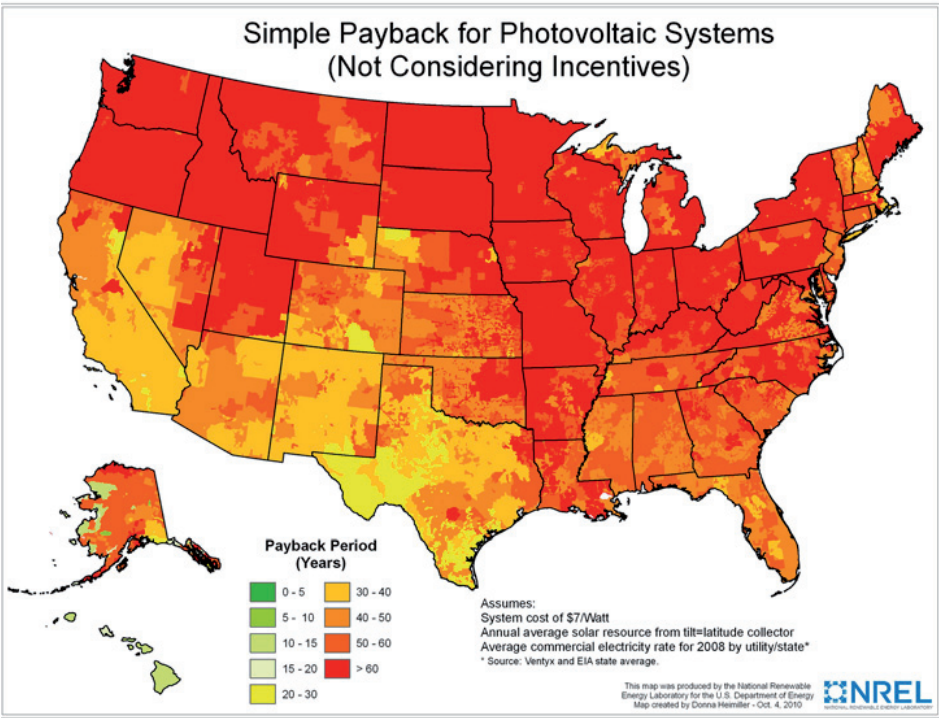 Simple Payback for Photovoltaic Systems
(Not Considering Incentives)
Payback Period
(Years)
0 - 5
30 - 40
5 - 10
40 - 50
10 - 15
50 - 60
15 - 20
> 60
20 - 30
Assumes:
System cost of $7/Watt
Annual average solar resource from tilt=latitude collector
Average commercial electricity rate for 2008 by utility/state*
* Source: Ventyx and EIA state average.
This map was produced by the National Renewable
Energy Laboratory for the U.S. Department of Energy
Map created by Donna Heimiller - Oct. 4, 2010
NREL
NATIONAL RENEWABLE ENERGY LABORATORY